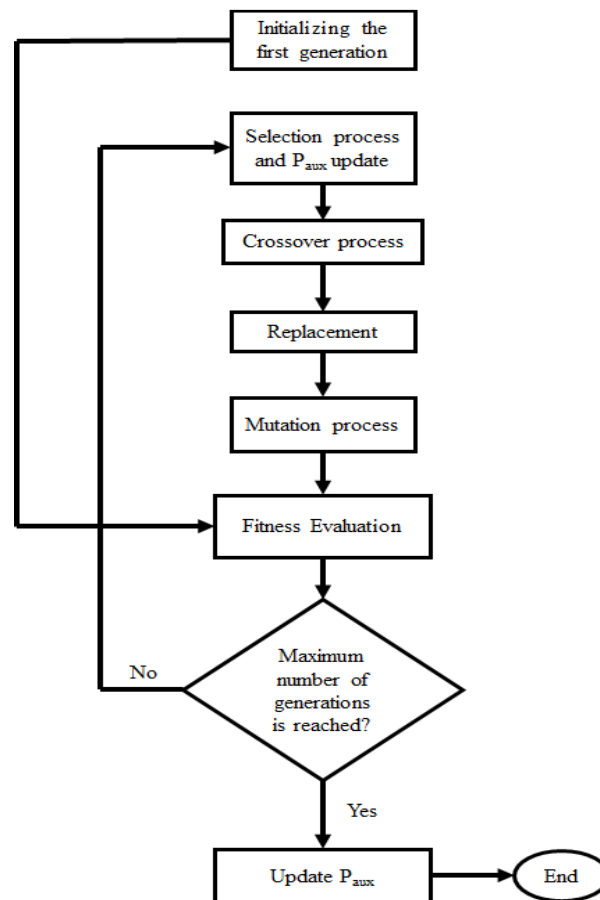 Initializing the
first generation
Selection process
and Paux update
Crossover process
Replacement
Mutation process
Fitness Evaluation
Maximum
number of
generations
is reached?
No
Yes
Update Paux
End